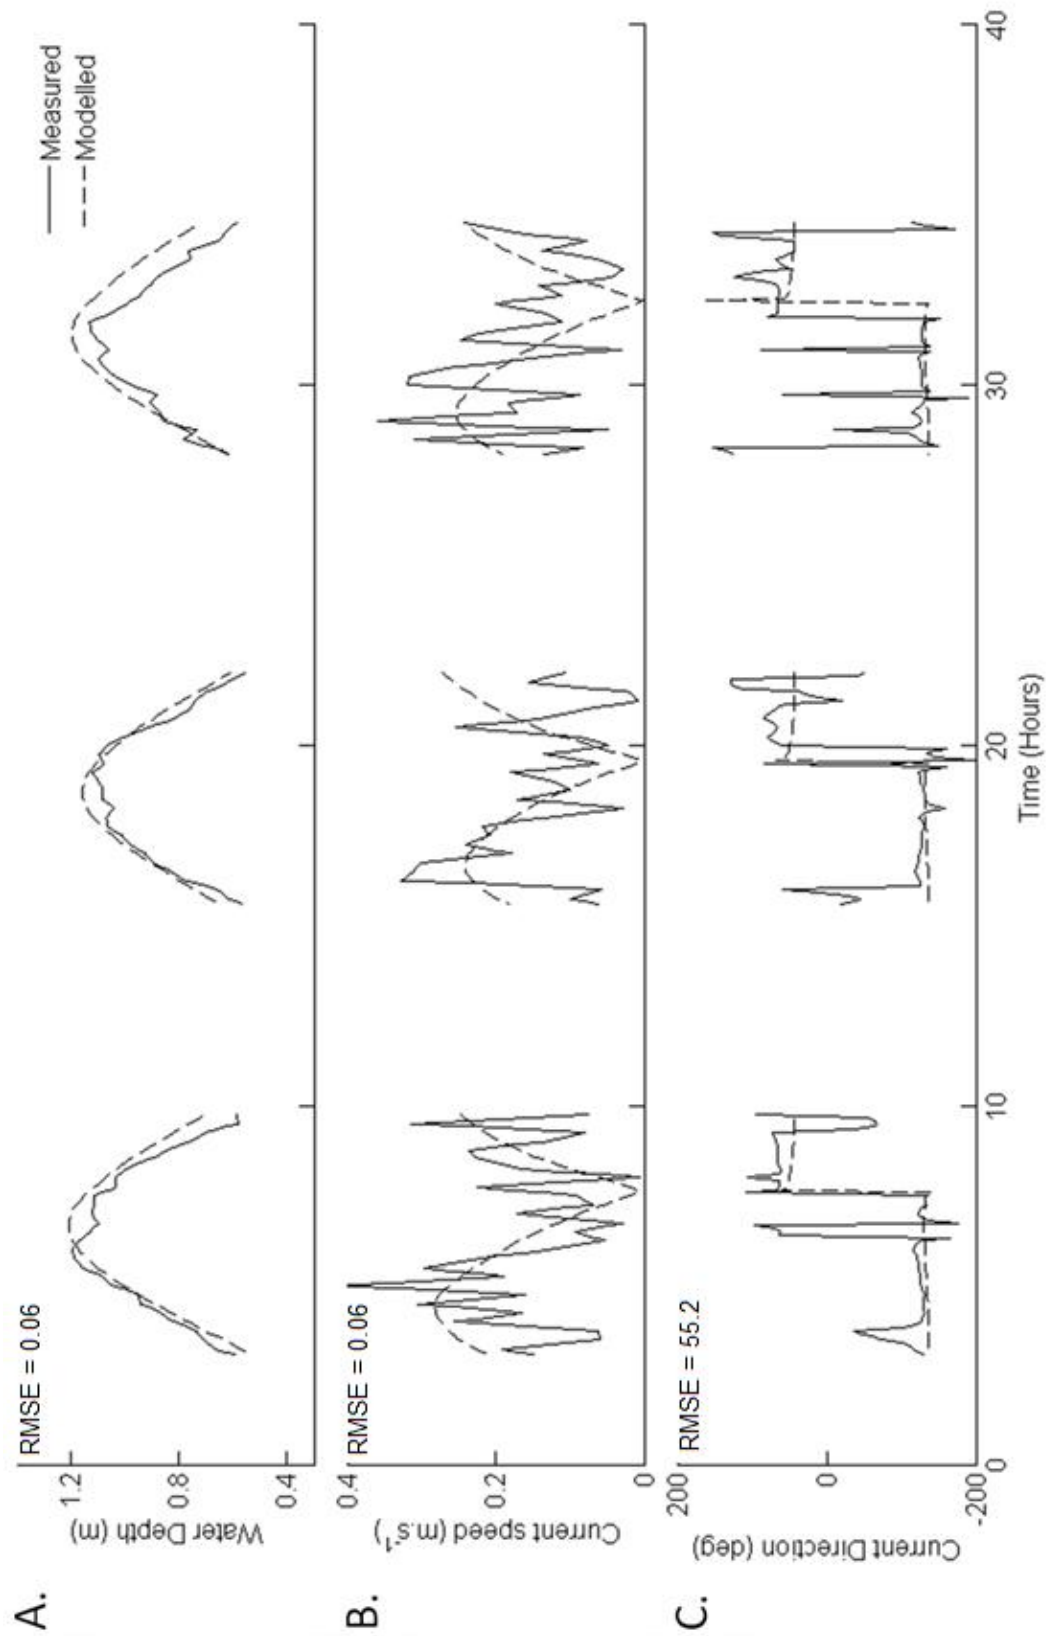 A.
RMSE = 0.06
Measured
Modelled
Water Depth (m)
1.2
0.8
0.4
B.
RMSE = 0.06
Current speed (m.s-1)
0.4
0.2
0
C.
RMSE = 55.2
Current Direction (deg)
200
0
-200
0
10
20
30
40
Time (Hours)